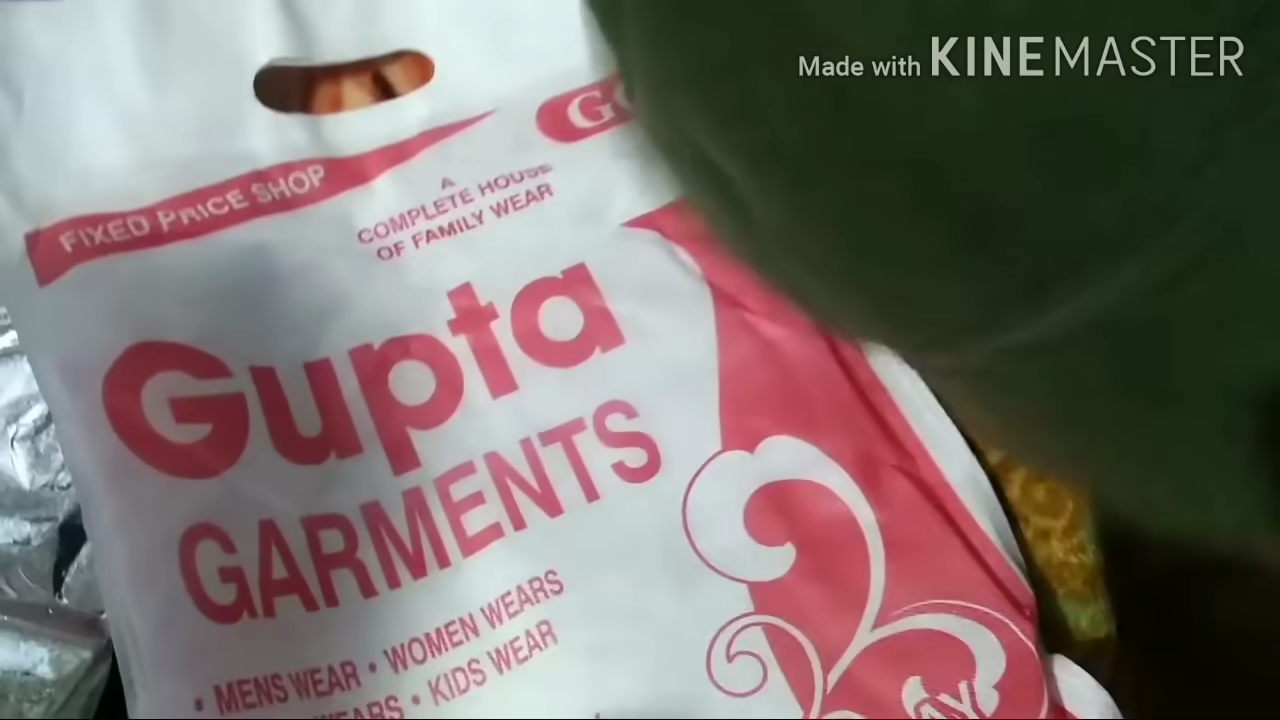 Made with KINEMASTER
FIXED PRICE SHOP
A
COMPLETE HOUSE
OF FAMILY WEAR
Gupta
GARMENTS
• MENS WEAR • WOMEN WEARS
WEARS • KIDS WEAR